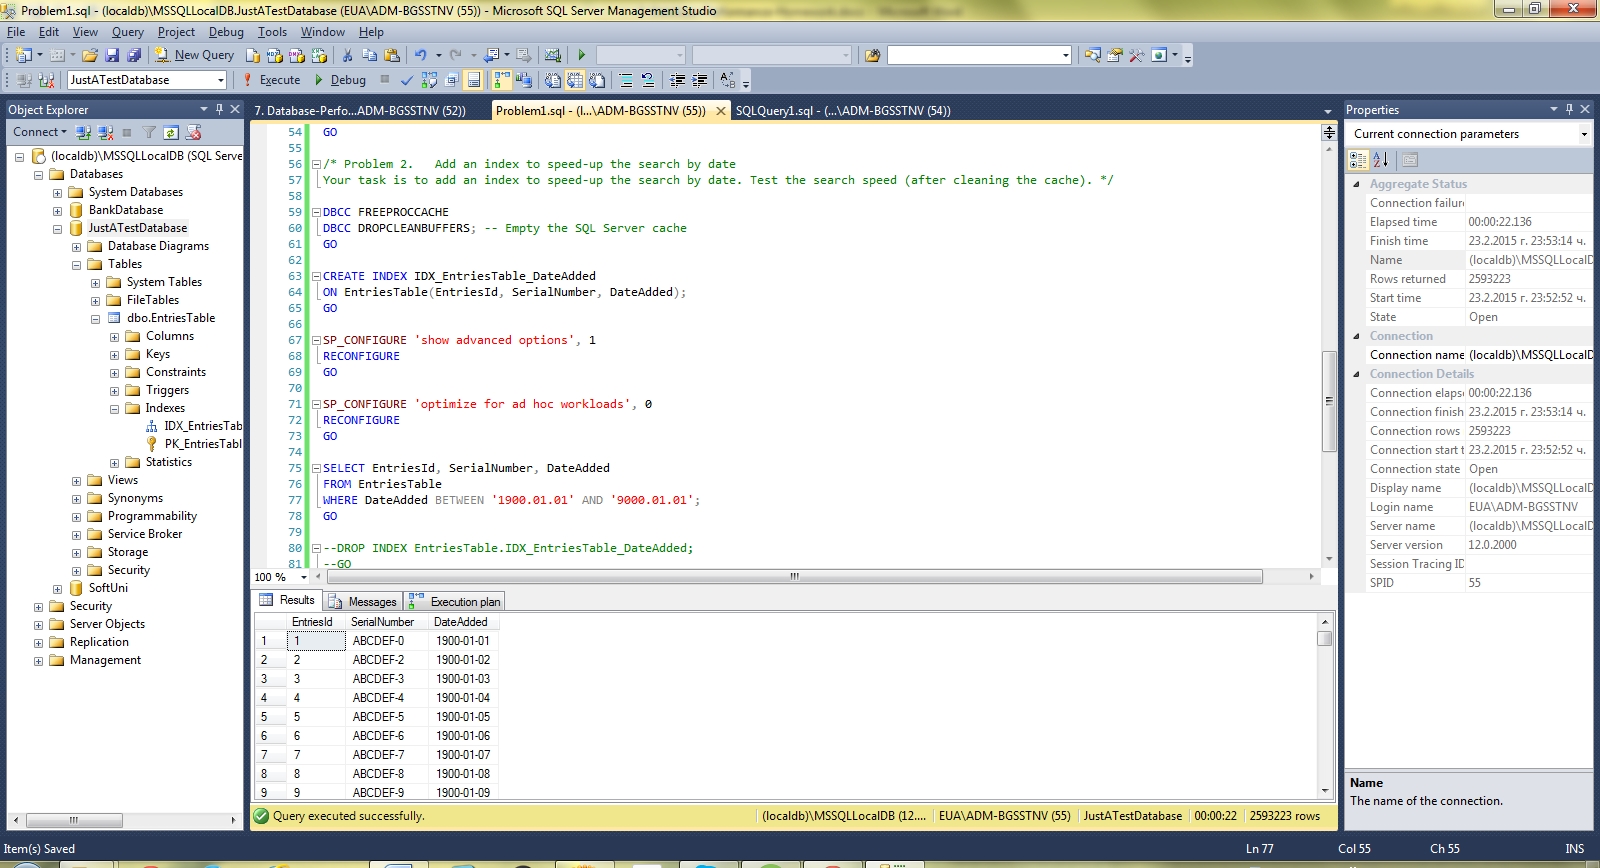 Problem1.sql - (localdb)\MSSQLLocalDB.JustATestDatabase (EUA\ADM-BGSSTNV (55)) - Microsoft SQL Server Management Studio
File Edit View Query Project Debug Tools Window Help
New Query
JustATestDatabase Execute Debug
Object Explorer
Connect
(localdb)\MSSQLLocalDB (SQL Serve
Databases
System Databases
BankDatabase
JustATestDatabase
Database Diagrams
Tables
System Tables
FileTables
dbo.EntriesTable
Columns
Keys
Constraints
Triggers
Indexes
IDX_EntriesTab
PK_EntriesTabl
Statistics
Views
Synonyms
Programmability
Service Broker
Storage
Security
SoftUni
Security
Server Objects
Replication
Management
7. Database-Perfo...ADM-BGSSTNV (52)) Problem1.sql - (l...\ADM-BGSSTNV (55)) SQLQuery1.sql - (...\ADM-BGSSTNV (54))
54 GO
55
56 /* Problem 2. Add an index to speed-up the search by date
57 Your task is to add an index to speed-up the search by date. Test the search speed (after cleaning the cache). */
58
59 DBCC FREEPROCCACHE
60 DBCC DROPCLEANBUFFERS; -- Empty the SQL Server cache
61 GO
62
63 CREATE INDEX IDX_EntriesTable_DateAdded
64 ON EntriesTable(EntriesId, SerialNumber, DateAdded);
65 GO
66
67 SP_CONFIGURE 'show advanced options', 1
68 RECONFIGURE
69 GO
70
71 SP_CONFIGURE 'optimize for ad hoc workloads', 0
72 RECONFIGURE
73 GO
74
75 SELECT EntriesId, SerialNumber, DateAdded
76 FROM EntriesTable
77 WHERE DateAdded BETWEEN '1900.01.01' AND '9000.01.01';
78 GO
79
80 --DROP INDEX EntriesTable.IDX_EntriesTable_DateAdded;
81 --GO
100 %
Results Messages Execution plan
EntriesId SerialNumber DateAdded
1 1 ABCDEF-0 1900-01-01
2 2 ABCDEF-2 1900-01-02
3 3 ABCDEF-3 1900-01-03
4 4 ABCDEF-4 1900-01-04
5 5 ABCDEF-5 1900-01-05
6 6 ABCDEF-6 1900-01-06
7 7 ABCDEF-7 1900-01-07
8 8 ABCDEF-8 1900-01-08
9 9 ABCDEF-9 1900-01-09
Query executed successfully. (localdb)\MSSQLLocalDB (12.... EUA\ADM-BGSSTNV (55) JustATestDatabase 00:00:22 2593223 rows
Properties
Current connection parameters
Aggregate Status
Connection failure
Elapsed time 00:00:22.136
Finish time 23.2.2015 г. 23:53:14 ч.
Name (localdb)\MSSQLLocalD
Rows returned 2593223
Start time 23.2.2015 г. 23:52:52 ч.
State Open
Connection
Connection name (localdb)\MSSQLLocalD
Connection Details
Connection elaps 00:00:22.136
Connection finish 23.2.2015 г. 23:53:14 ч.
Connection rows 2593223
Connection start t 23.2.2015 г. 23:52:52 ч.
Connection state Open
Display name (localdb)\MSSQLLocalD
Login name EUA\ADM-BGSSTNV
Server name (localdb)\MSSQLLocalD
Server version 12.0.2000
Session Tracing ID
SPID 55
Name
The name of the connection.
Item(s) Saved Ln 77 Col 55 Ch 55 INS